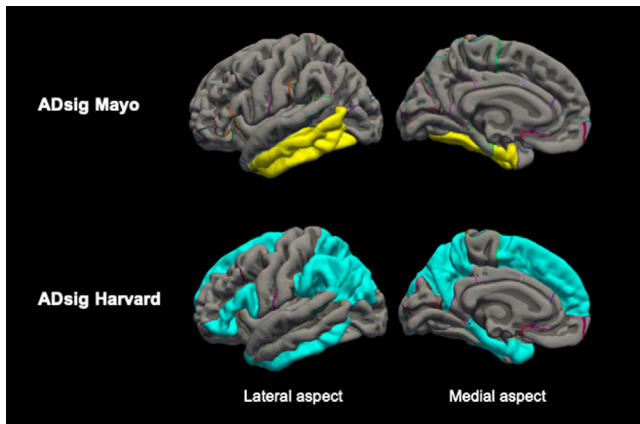 ADsig Mayo
ADsig Harvard
Lateral aspect
Medial aspect